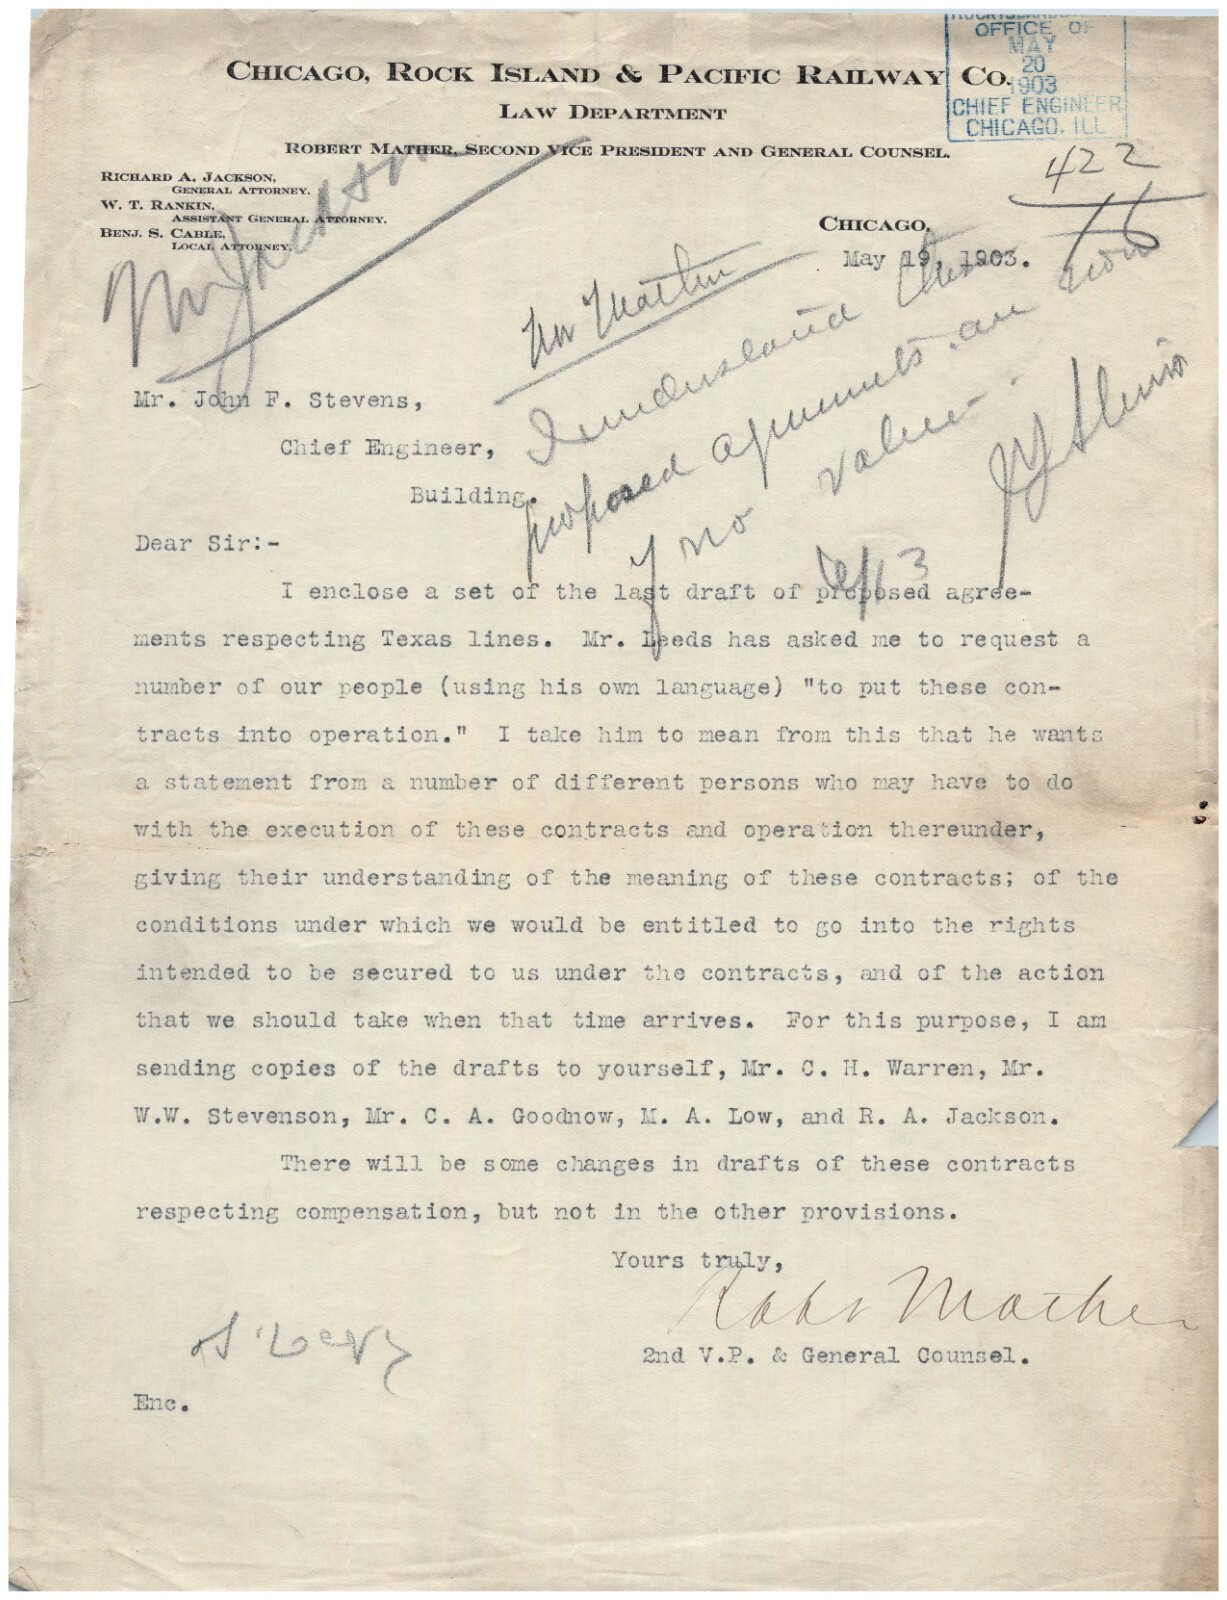 CHICAGO, ROCK ISLAND & PACIFIC RAILWAY CO.
LAW DEPARTMENT
ROBERT MATHER, SECOND VICE PRESIDENT AND GENERAL COUNSEL.
OFFICE OF
MAY
20
1903
CHIEF ENGINEER
CHICAGO, ILL
RICHARD A. JACKSON,
GENERAL ATTORNEY.
W. T. RANKIN,
ASSISTANT GENERAL ATTORNEY.
BENJ. S. CABLE,
LOCAL ATTORNEY.
422
CHICAGO,
May 19, 1903.
Mr Jackson
Mr Mather
I understand these
proposed agreements are now
of no value.
Mr. John F. Stevens,
Chief Engineer,
Building.
Dear Sir:-
I enclose a set of the last draft of proposed agree-
ments respecting Texas lines. Mr. Leeds has asked me to request a
number of our people (using his own language) "to put these con-
tracts into operation." I take him to mean from this that he wants
a statement from a number of different persons who may have to do
with the execution of these contracts and operation thereunder,
giving their understanding of the meaning of these contracts; of the
conditions under which we would be entitled to go into the rights
intended to be secured to us under the contracts, and of the action
that we should take when that time arrives. For this purpose, I am
sending copies of the drafts to yourself, Mr. C. H. Warren, Mr.
W.W. Stevenson, Mr. C. A. Goodnow, M. A. Low, and R. A. Jackson.
There will be some changes in drafts of these contracts
respecting compensation, but not in the other provisions.
Yours truly,
Robt Mather
2nd V.P. & General Counsel.
Enc.